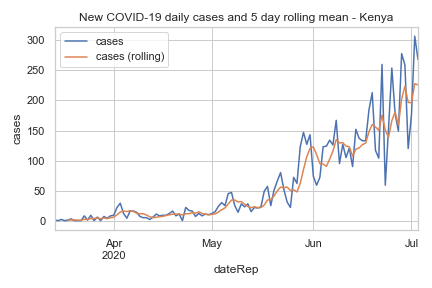 New COVID-19 daily cases and 5 day rolling mean - Kenya
cases
cases (rolling)
300
250
200
150
100
50
0
cases
Apr
2020
May
Jun
Jul
dateRep